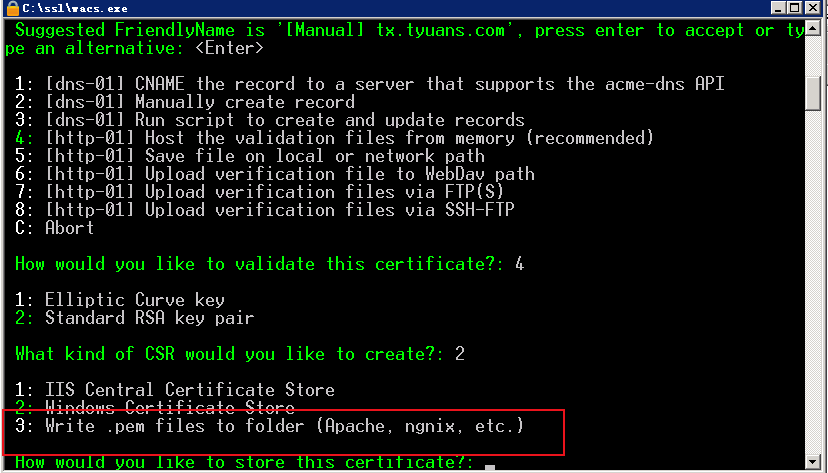 C:\ssl\wacs.exe
Suggested FriendlyName is '[Manual] tx.tyuans.com', press enter to accept or ty
pe an alternative: <Enter>
1: [dns-01] CNAME the record to a server that supports the acme-dns API
2: [dns-01] Manually create record
3: [dns-01] Run script to create and update records
4: [http-01] Host the validation files from memory (recommended)
5: [http-01] Save file on local or network path
6: [http-01] Upload verification file to WebDav path
7: [http-01] Upload verification files via FTP(S)
8: [http-01] Upload verification files via SSH-FTP
C: Abort
How would you like to validate this certificate?: 4
1: Elliptic Curve key
2: Standard RSA key pair
What kind of CSR would you like to create?: 2
1: IIS Central Certificate Store
2: Windows Certificate Store
3: Write .pem files to folder (Apache, ngnix, etc.)
How would you like to store this certificate?: